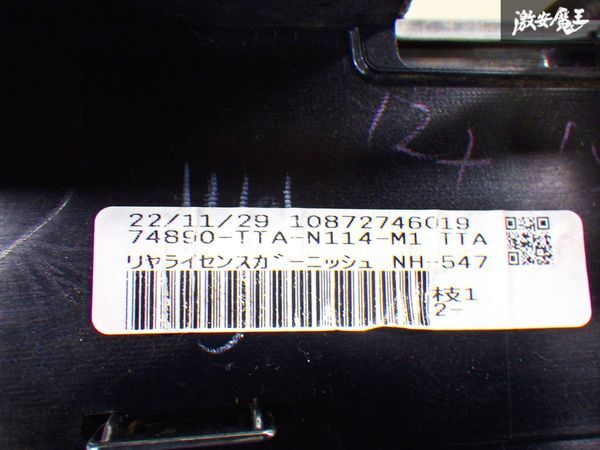 激安魔王
R+
22/11/29 10872746019
74890-TTA-N114-M1 TTA
リヤライセンスガーニッシュ NH-547
枝1
2-